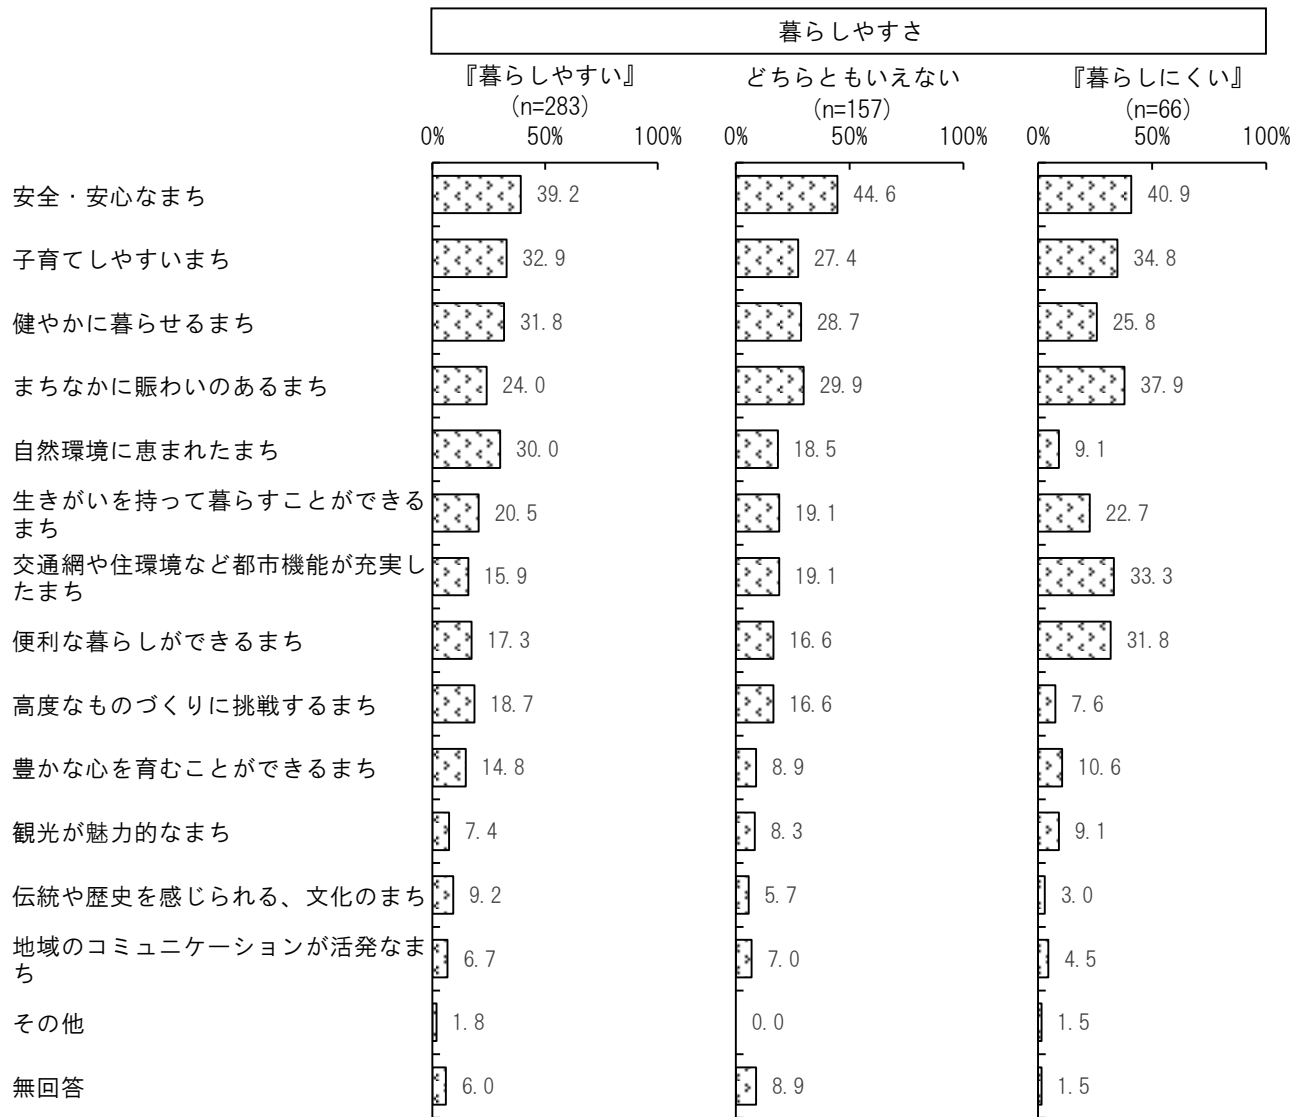 暮らしやすさ
『暮らしやすい』 どちらともいえない 『暮らしにくい』
(n=283) (n=157) (n=66)
0% 50% 100% 0% 50% 100% 0% 50% 100%
安全・安心なまち 39.2 44.6 40.9
子育てしやすいまち 32.9 27.4 34.8
健やかに暮らせるまち 31.8 28.7 25.8
まちなかに賑わいのあるまち 24.0 29.9 37.9
自然環境に恵まれたまち 30.0 18.5 9.1
生きがいを持って暮らすことができる
まち 20.5 19.1 22.7
交通網や住環境など都市機能が充実し
たまち 15.9 19.1 33.3
便利な暮らしができるまち 17.3 16.6 31.8
高度なものづくりに挑戦するまち 18.7 16.6 7.6
豊かな心を育むことができるまち 14.8 8.9 10.6
観光が魅力的なまち 7.4 8.3 9.1
伝統や歴史を感じられる、文化のまち 9.2 5.7 3.0
地域のコミュニケーションが活発なま
ち 6.7 7.0 4.5
その他 1.8 0.0 1.5
無回答 6.0 8.9 1.5